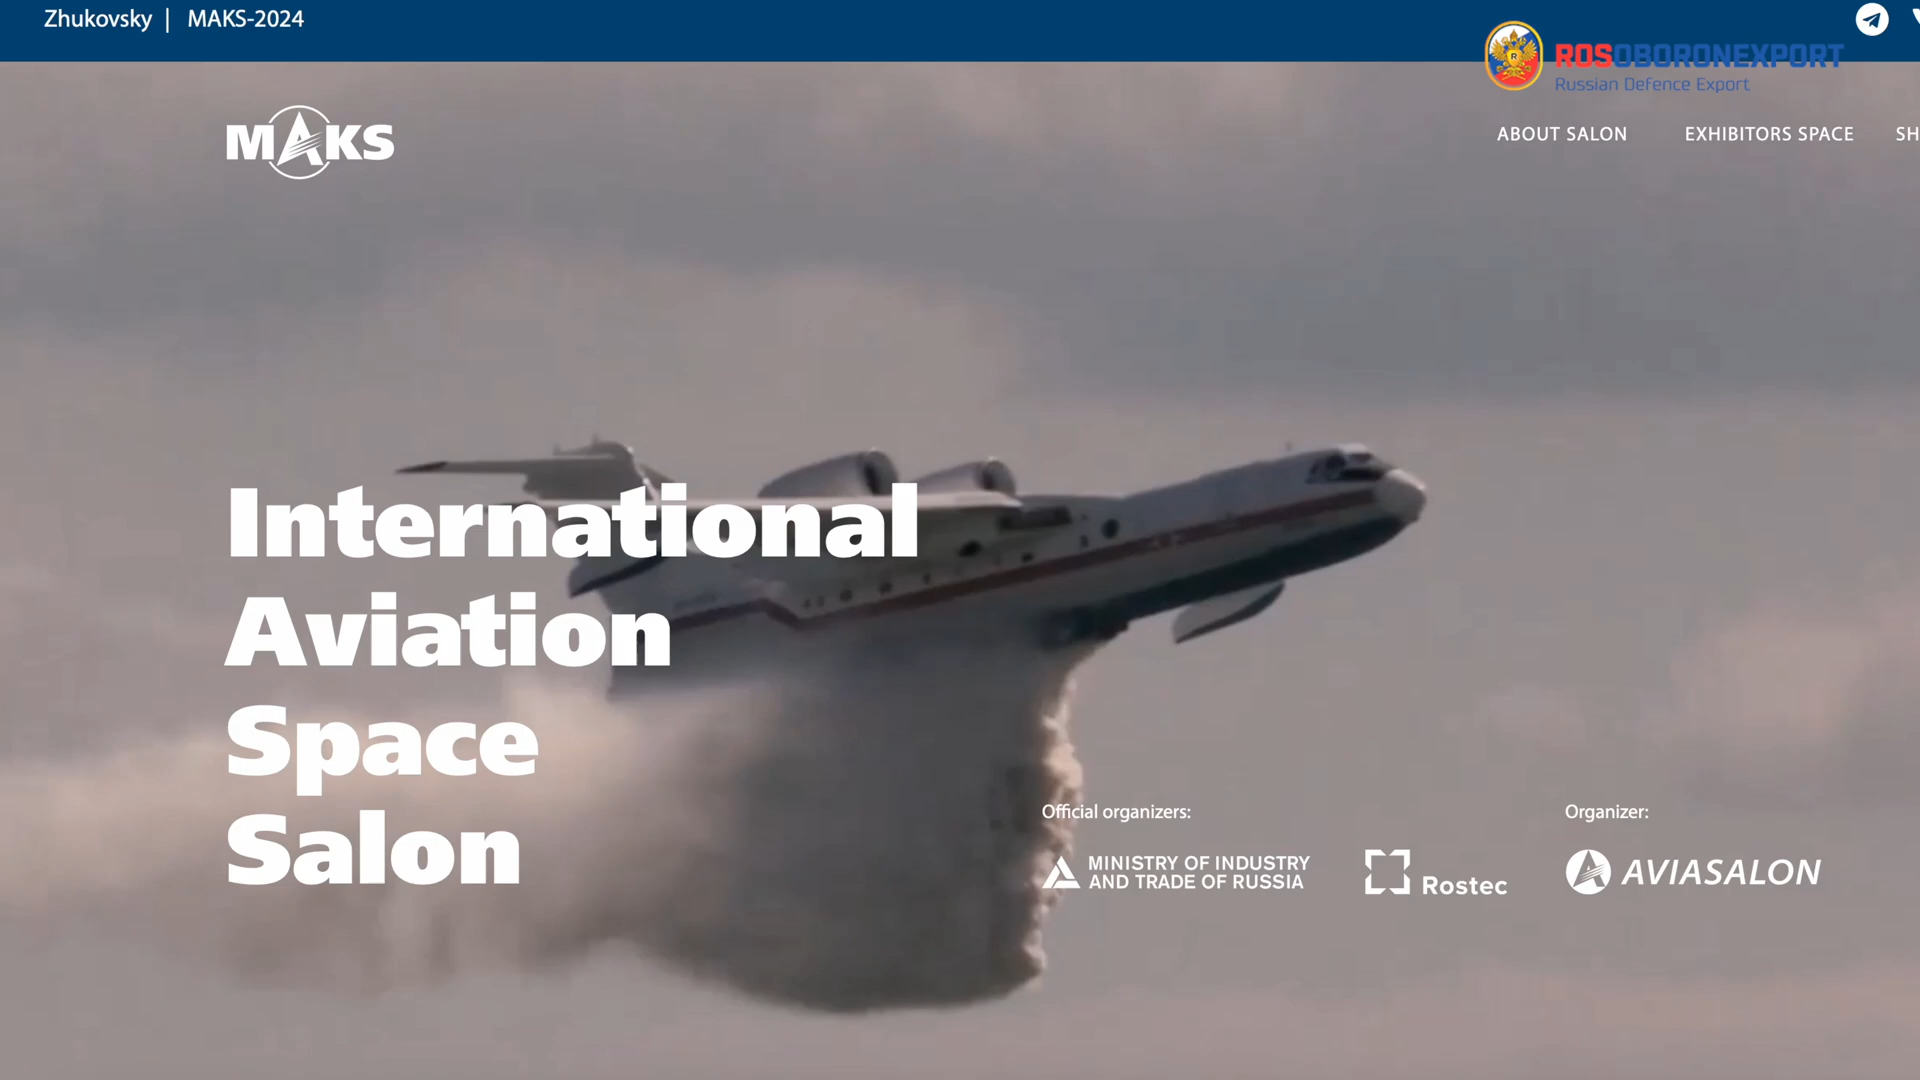 Zhukovsky | MAKS-2024
ROSOBORONEXPORT
Russian Defence Export
MAKS
ABOUT SALON
EXHIBITORS SPACE
SH
International
Aviation
Space
Salon
Official organizers:
MINISTRY OF INDUSTRY
AND TRADE OF RUSSIA
Rostec
Organizer:
AVIASALON